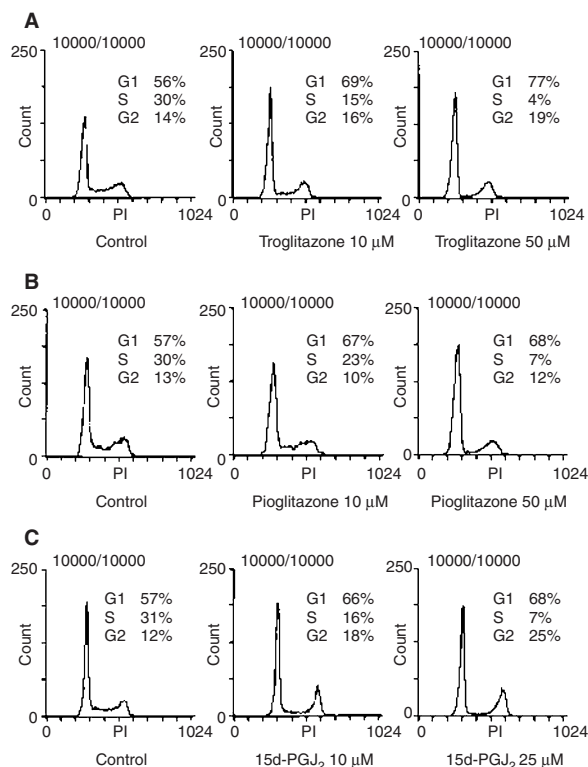 A
10000/10000
10000/10000
10000/10000
250
250
250
G1 56%
S 30%
G2 14%
G1 69%
S 15%
G2 16%
G1 77%
S 4%
G2 19%
Count
Count
Count
0
0
0
0 PI 1024
0 PI 1024
0 PI 1024
Control
Troglitazone 10 µM
Troglitazone 50 µM
B
250
250
250
10000/10000
10000/10000
10000/10000
G1 57%
S 30%
G2 13%
G1 67%
S 23%
G2 10%
G1 68%
S 7%
G2 12%
Count
Count
Count
0
0
0
0 PI 1024
0 PI 1024
0 PI 1024
Control
Pioglitazone 10 µM
Pioglitazone 50 µM
C
10000/10000
10000/10000
10000/10000
250
250
250
G1 57%
S 31%
G2 12%
G1 66%
S 16%
G2 18%
G1 68%
S 7%
G2 25%
Count
Count
Count
0
0
0
0 PI 1024
0 PI 1024
0 PI 1024
Control
15d-PGJ₂ 10 µM
15d-PGJ₂ 25 µM